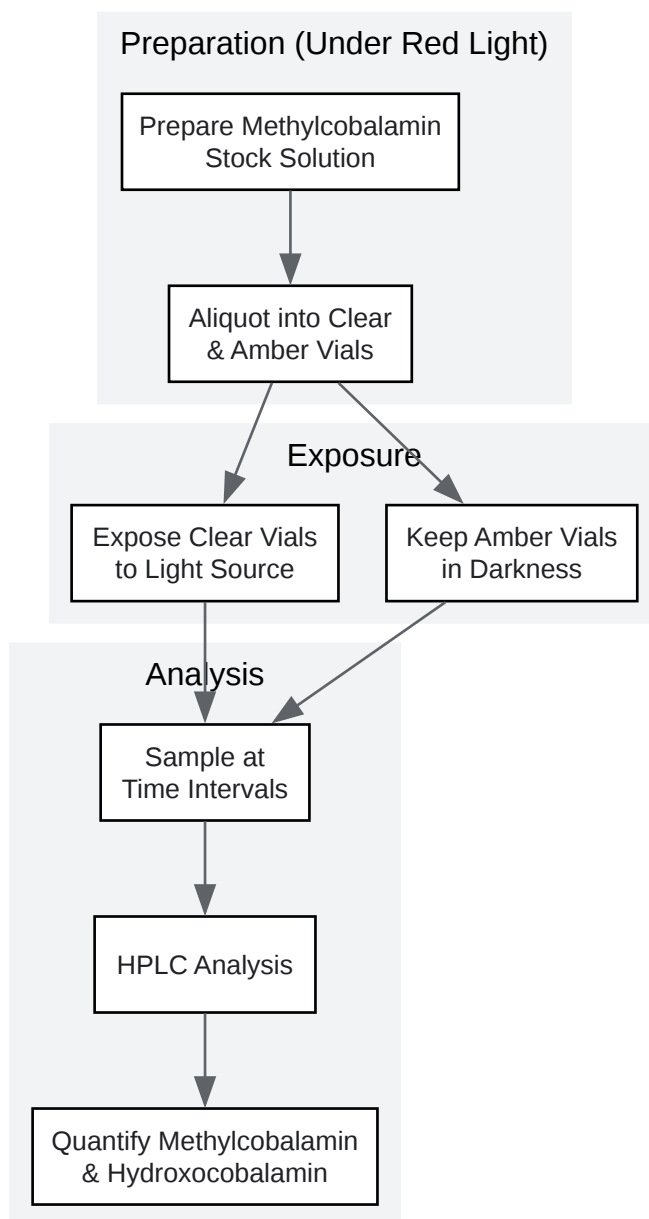 Preparation (Under Red Light)
Prepare Methylcobalamin
Stock Solution
Aliquot into Clear
& Amber Vials
Exposure
Expose Clear Vials
to Light Source
Keep Amber Vials
in Darkness
Analysis
Sample at
Time Intervals
HPLC Analysis
Quantify Methylcobalamin
& Hydroxocobalamin